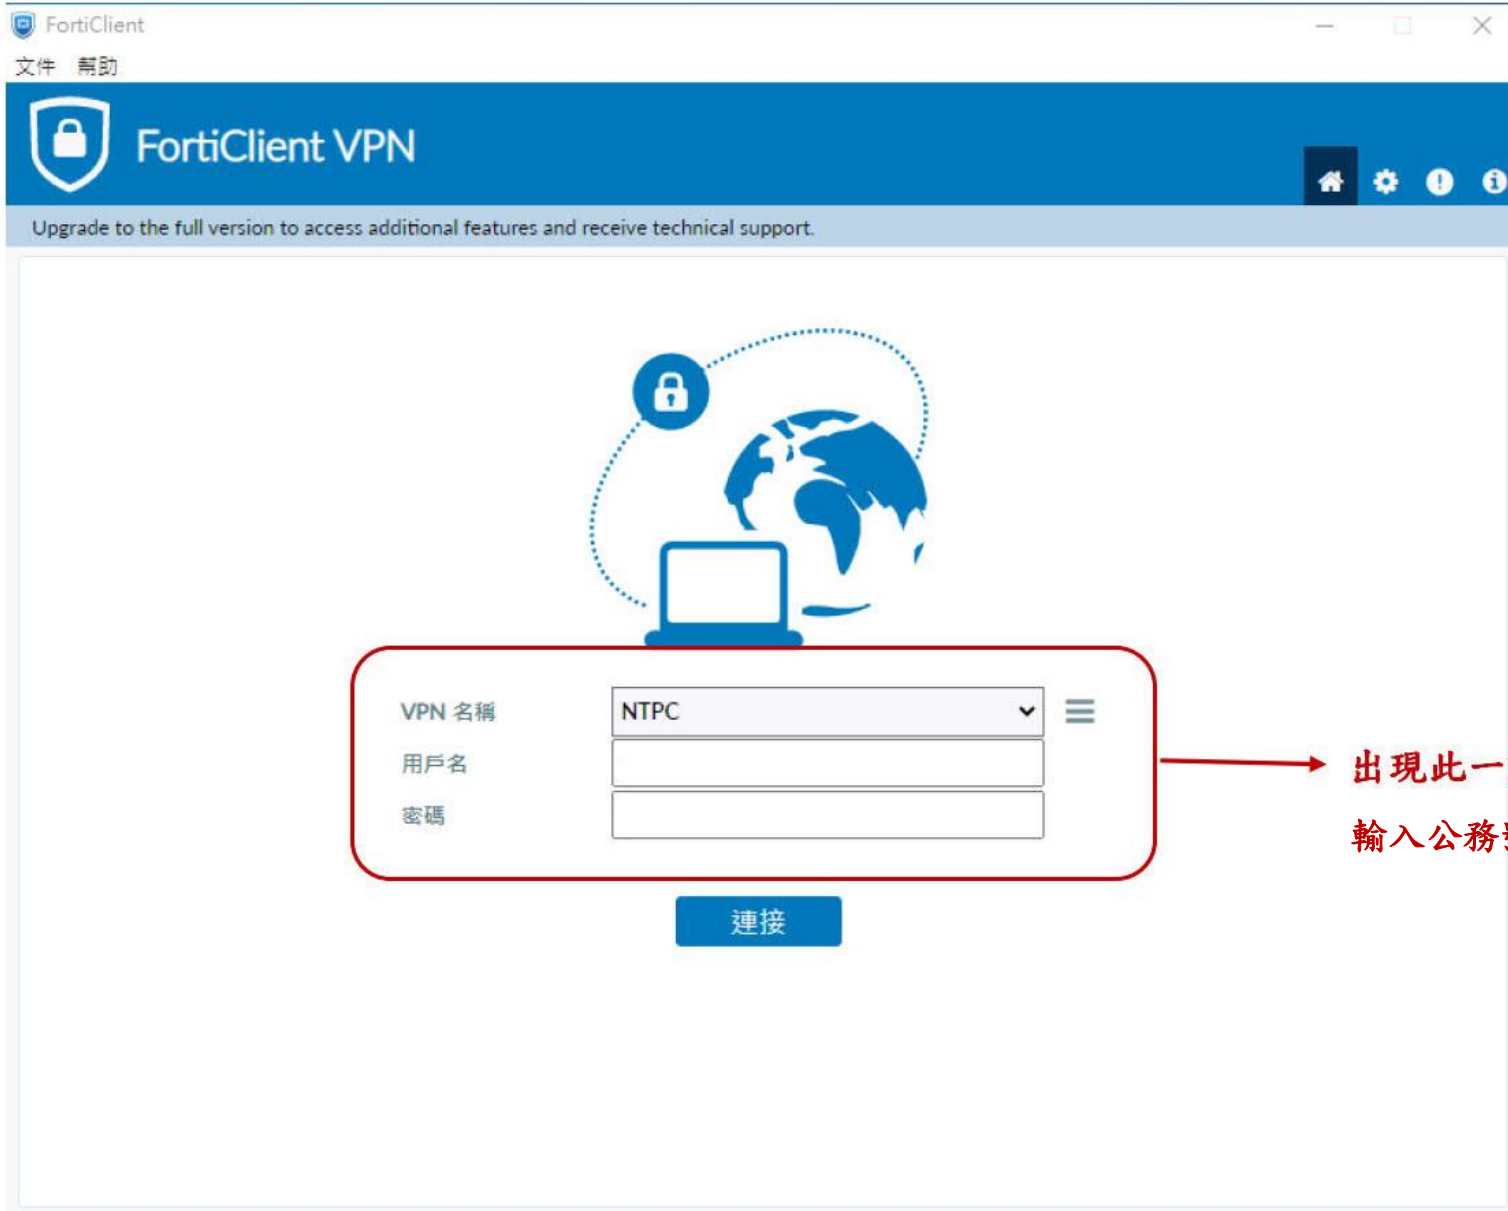 FortiClient
文件 幫助
FortiClient VPN
Upgrade to the full version to access additional features and receive technical support.
VPN 名稱 NTPC
用戶名
密碼
出現此一
輸入公務
連接